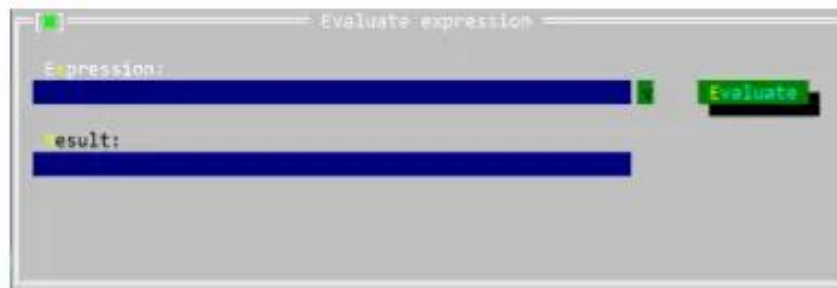 Evaluate expression
Expression:
Evaluate
Result: